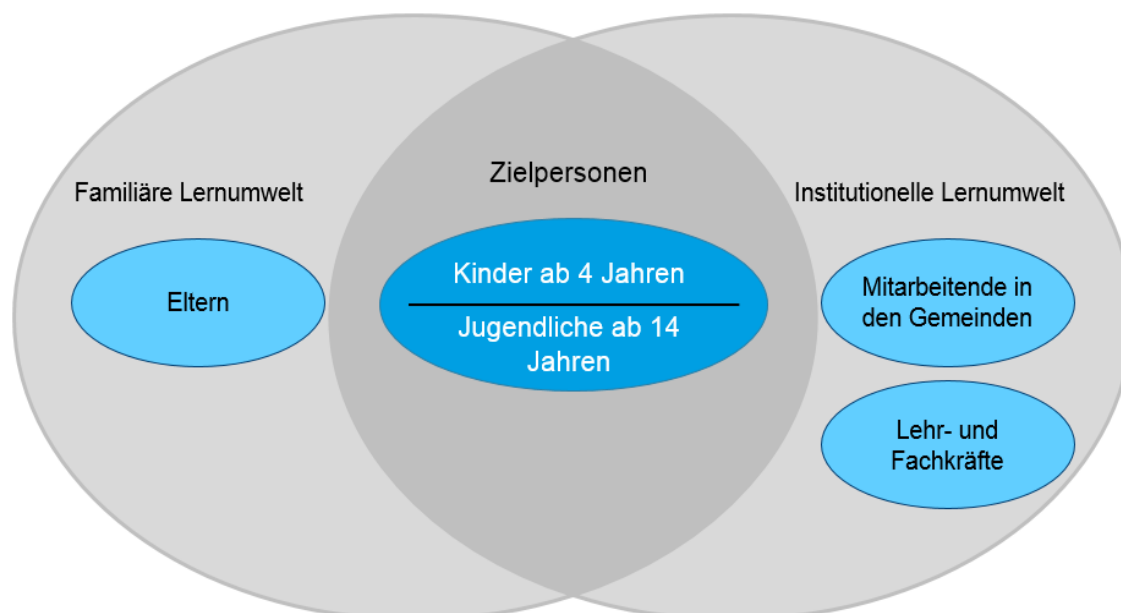 Familiäre Lernumwelt
Eltern
Zielpersonen
Kinder ab 4 Jahren
Jugendliche ab 14
Jahren
Institutionelle Lernumwelt
Mitarbeitende in
den Gemeinden
Lehr- und
Fachkräfte